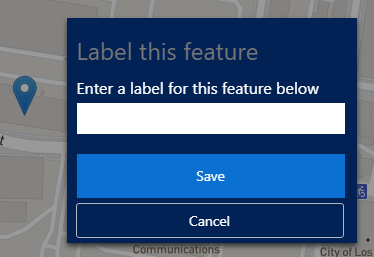 Label this feature
Enter a label for this feature below
Save
Cancel
Communications
City of Los